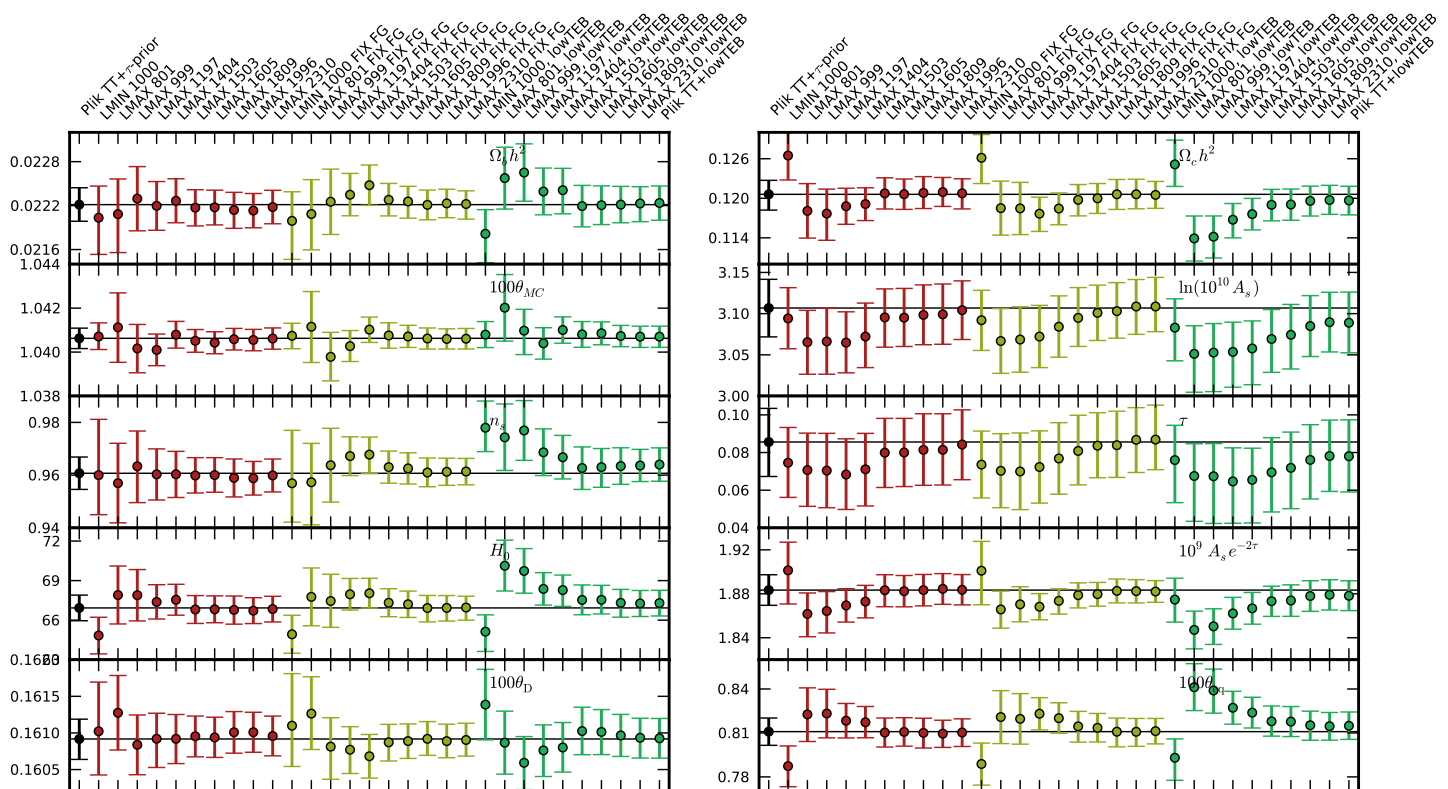 Plik TT+τ-prior
LMIN 1000
LMAX 801
LMAX 999
LMAX 1197
LMAX 1404
LMAX 1503
LMAX 1605
LMAX 1809
LMAX 1996
LMAX 2310
LMIN 1000 FIX FG
LMAX 801 FIX FG
LMAX 999 FIX FG
LMAX 1197 FIX FG
LMAX 1404 FIX FG
LMAX 1503 FIX FG
LMAX 1605 FIX FG
LMAX 1809 FIX FG
LMAX 1996 FIX FG
LMAX 2310 FIX FG
LMIN 1000, lowTEB
LMAX 801, lowTEB
LMAX 999, lowTEB
LMAX 1197, lowTEB
LMAX 1404, lowTEB
LMAX 1503, lowTEB
LMAX 1605, lowTEB
LMAX 1809, lowTEB
LMAX 2310, lowTEB
Plik TT+lowTEB
0.0228
0.0222
0.0216
Ω_b h²
1.044
1.042
1.040
1.038
100θ_MC
0.98
0.96
0.94
n_s
72
69
66
63
H_0
0.1620
0.1615
0.1610
0.1605
100θ_D
Plik TT+τ-prior
LMIN 1000
LMAX 801
LMAX 999
LMAX 1197
LMAX 1404
LMAX 1503
LMAX 1605
LMAX 1809
LMAX 1996
LMAX 2310
LMIN 1000 FIX FG
LMAX 801 FIX FG
LMAX 999 FIX FG
LMAX 1197 FIX FG
LMAX 1404 FIX FG
LMAX 1503 FIX FG
LMAX 1605 FIX FG
LMAX 1809 FIX FG
LMAX 1996 FIX FG
LMAX 2310 FIX FG
LMIN 1000, lowTEB
LMAX 801, lowTEB
LMAX 999, lowTEB
LMAX 1197, lowTEB
LMAX 1404, lowTEB
LMAX 1503, lowTEB
LMAX 1605, lowTEB
LMAX 1809, lowTEB
LMAX 2310, lowTEB
Plik TT+lowTEB
0.126
0.120
0.114
Ω_c h²
3.15
3.10
3.05
3.00
ln(10¹⁰ A_s)
0.10
0.08
0.06
0.04
τ
1.92
1.88
1.84
10⁹ A_s e^{−2τ}
0.84
0.81
0.78
100θ_eq